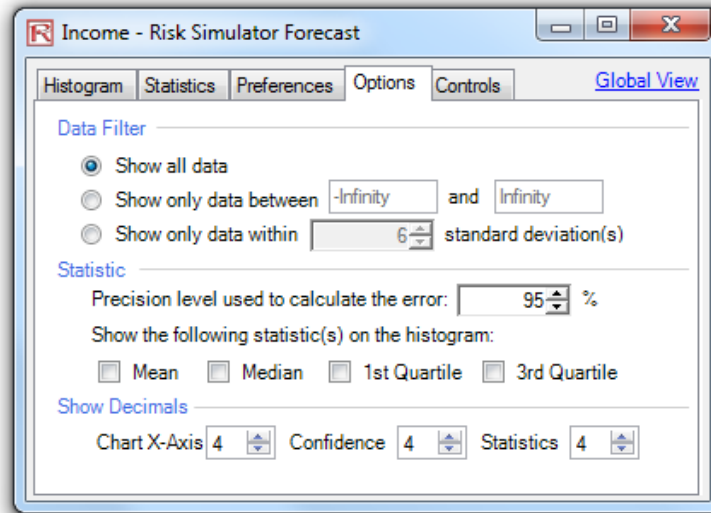 Income - Risk Simulator Forecast
Histogram Statistics Preferences Options Controls Global View
Data Filter
Show all data
Show only data between -Infinity and Infinity
Show only data within 6 standard deviation(s)
Statistic
Precision level used to calculate the error: 95 %
Show the following statistic(s) on the histogram:
Mean Median 1st Quartile 3rd Quartile
Show Decimals
Chart X-Axis 4 Confidence 4 Statistics 4